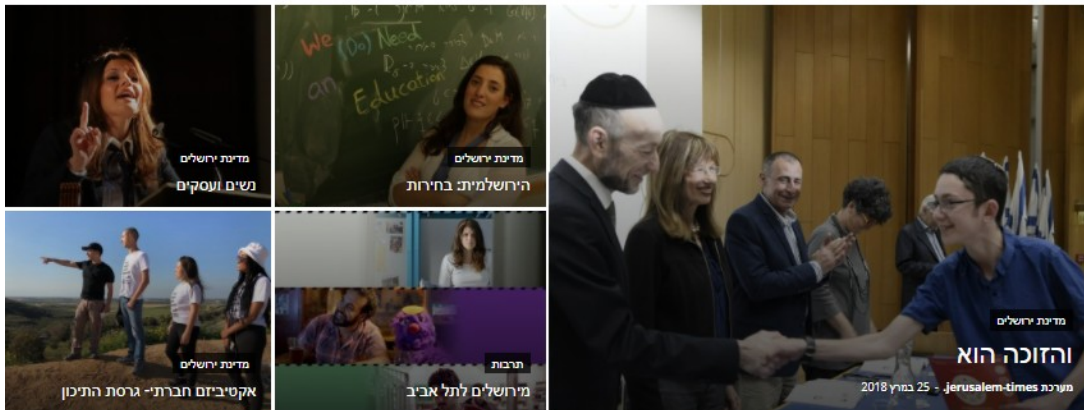 מדינת ירושלים
והזוכה הוא
מערכת jerusalem-times. - 25 במרץ 2018
We (Do) Need
an Education
מדינת ירושלים
הירושלמית: בחירות
מדינת ירושלים
נשים ועסקים
תרבות
מירושלים לתל אביב
מדינת ירושלים
אקטיביזם חברתי- גרסת התיכון